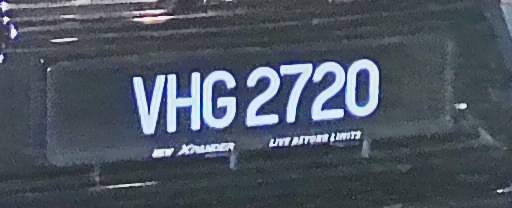 VHG 2720
NEW XPANDER LIVE BEYOND LIMITS